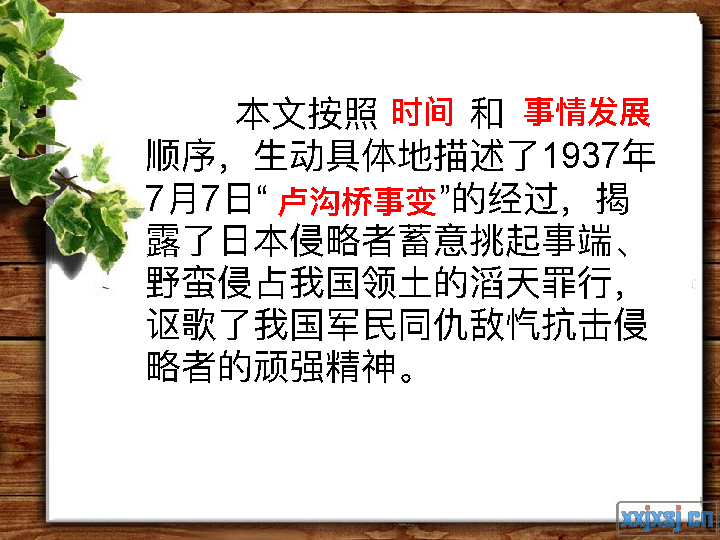 本文按照 时间 和 事情发展
顺序，生动具体地描述了1937年
7月7日“ 卢沟桥事变”的经过，揭
露了日本侵略者蓄意挑起事端、
野蛮侵占我国领土的滔天罪行，
讴歌了我国军民同仇敌忾抗击侵
略者的顽强精神。
xxjxsj.cn